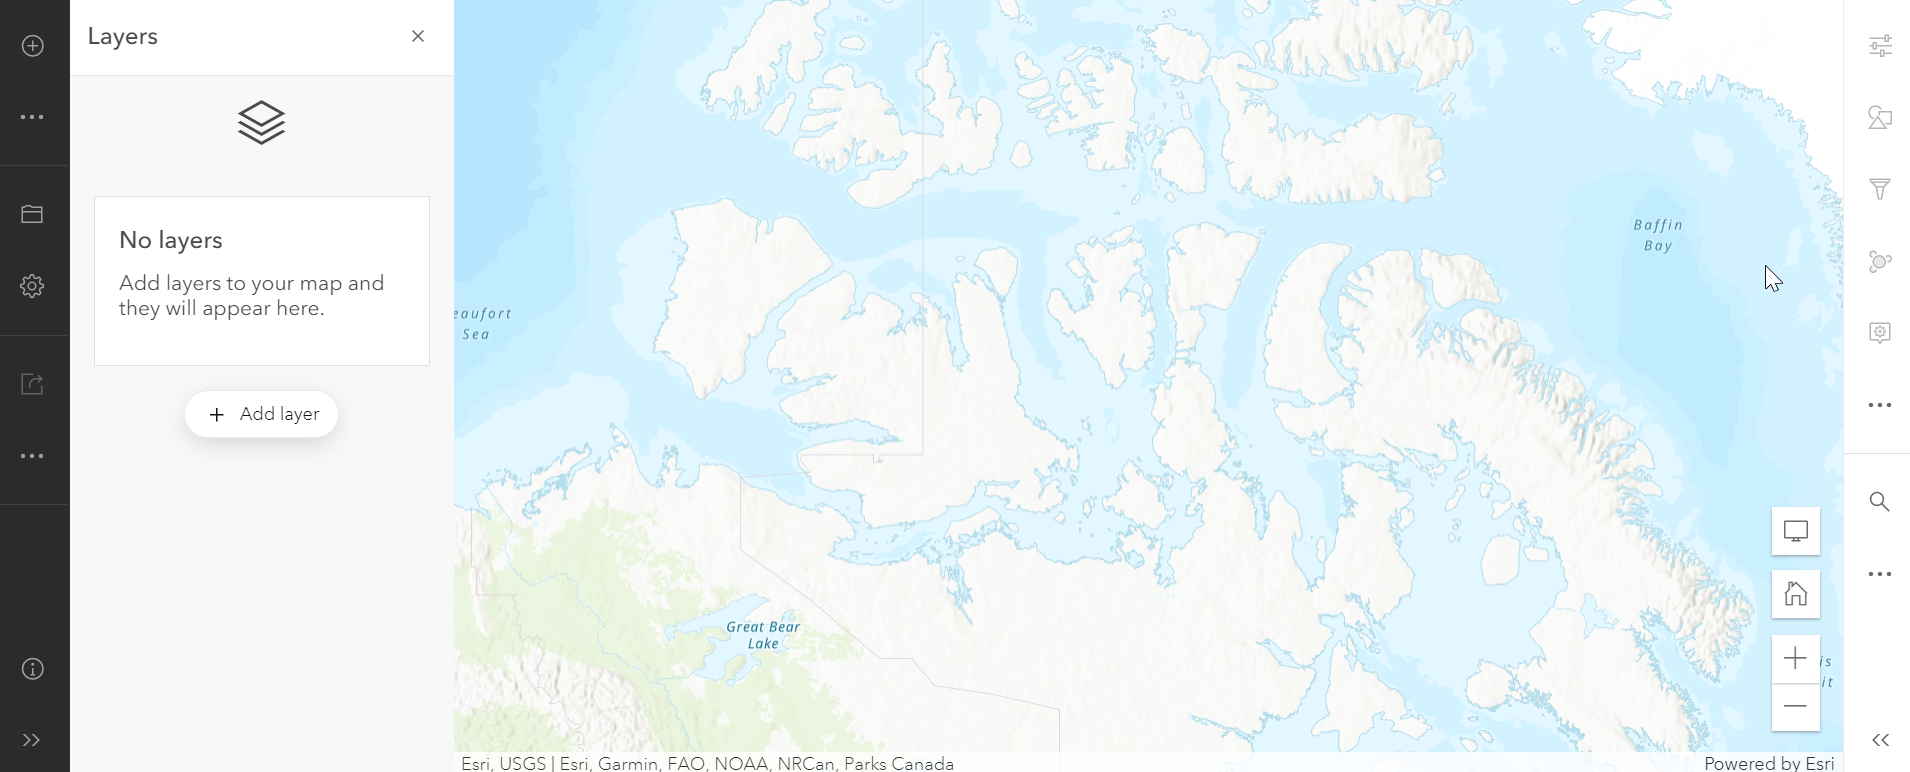 Layers
No layers
Add layers to your map and
they will appear here.
Add layer
Baffin
Bay
eaufort
Sea
Great Bear
Lake
is
it
Esri, USGS | Esri, Garmin, FAO, NOAA, NRCan, Parks Canada
Powered by Esri